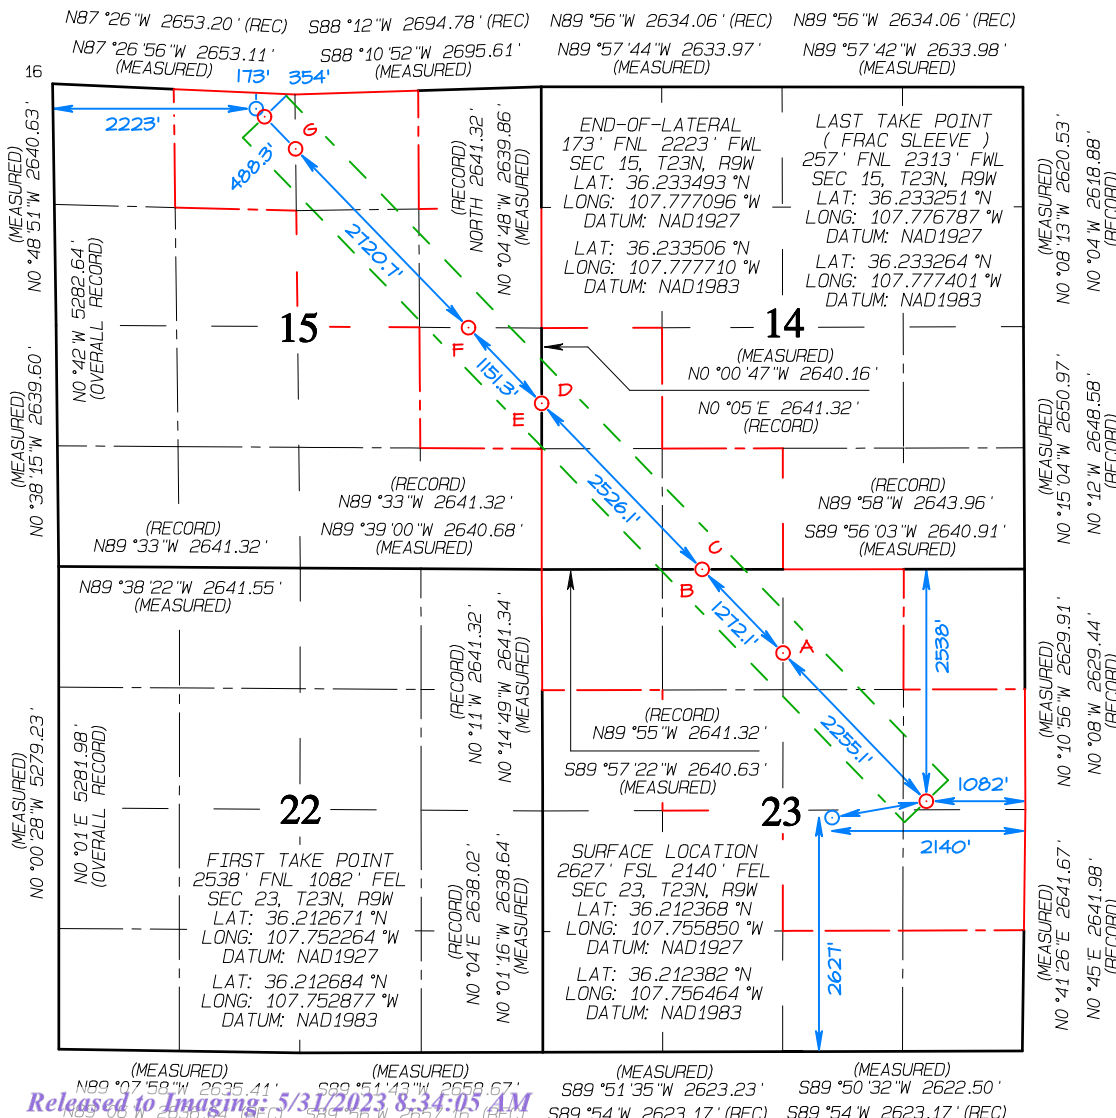 N87°26'W 2653.20'(REC)
S88°12'W 2694.78'(REC)
N89°56'W 2634.06'(REC)
N89°56'W 2634.06'(REC)
N87°26'56"W 2653.11'
(MEASURED)
S88°10'52"W 2695.61'
(MEASURED)
N89°57'44"W 2633.97'
(MEASURED)
N89°57'42"W 2633.98'
(MEASURED)
16
173'
354'
2223'
488.3'
G
(MEASURED)
N0°48'51"W 2640.63'
(RECORD)
NORTH 2641.32'
N0°04'48"W 2639.86'
(MEASURED)
END-OF-LATERAL
173' FNL 2223' FWL
SEC 15, T23N, R9W
LAT: 36.233493°N
LONG: 107.777096°W
DATUM: NAD1927
LAT: 36.233506°N
LONG: 107.777710°W
DATUM: NAD1983
LAST TAKE POINT
( FRAC SLEEVE )
257' FNL 2313' FWL
SEC 15, T23N, R9W
LAT: 36.233251°N
LONG: 107.776787°W
DATUM: NAD1927
LAT: 36.233264°N
LONG: 107.777401°W
DATUM: NAD1983
(MEASURED)
N0°08'13"W 2620.53'
N0°04'W 2618.88'
(RECORD)
N0°42'W 5282.64'
(OVERALL RECORD)
2720.7'
15
14
F
1151.3'
D
E
(MEASURED)
N0°00'47"W 2640.16'
N0°05'E 2641.32'
(RECORD)
(MEASURED)
N0°38'15"W 2639.60'
(MEASURED)
N0°15'04"W 2650.97'
N0°12'W 2648.58'
(RECORD)
2526.1'
(RECORD)
N89°33'W 2641.32'
(RECORD)
N89°33'W 2641.32'
N89°39'00"W 2640.68'
(MEASURED)
(RECORD)
N89°58'W 2643.96'
S89°56'03"W 2640.91'
(MEASURED)
C
B
N89°38'22"W 2641.55'
(MEASURED)
1272.1'
A
2538'
(RECORD)
N0°11'W 2641.32'
N0°14'49"W 2641.34'
(MEASURED)
(MEASURED)
N0°10'56"W 2629.91'
N0°08'W 2629.44'
(RECORD)
(RECORD)
N89°55'W 2641.32'
S89°57'22"W 2640.63'
(MEASURED)
2255.1'
(MEASURED)
N0°00'28"W 5279.23'
N0°01'E 5281.98'
(OVERALL RECORD)
22
23
1082'
2140'
FIRST TAKE POINT
2538' FNL 1082' FEL
SEC 23, T23N, R9W
LAT: 36.212671°N
LONG: 107.752264°W
DATUM: NAD1927
LAT: 36.212684°N
LONG: 107.752877°W
DATUM: NAD1983
(RECORD)
N0°04'E 2638.02'
N0°01'16"W 2638.64'
(MEASURED)
SURFACE LOCATION
2627' FSL 2140' FEL
SEC 23, T23N, R9W
LAT: 36.212368°N
LONG: 107.755850°W
DATUM: NAD1927
LAT: 36.212382°N
LONG: 107.756464°W
DATUM: NAD1983
2627'
(MEASURED)
N0°41'26"E 2641.67'
N0°45'E 2641.98'
(RECORD)
(MEASURED)
N89°07'58"W 2635.41'
(MEASURED)
S89°51'43"W 2658.67'
(MEASURED)
S89°51'35"W 2623.23'
(MEASURED)
S89°50'32"W 2622.50'
S89°54'W 2623.17'(REC)
S89°54'W 2623.17'(REC)
Released to Imaging: 5/31/2023 8:34:05 AM